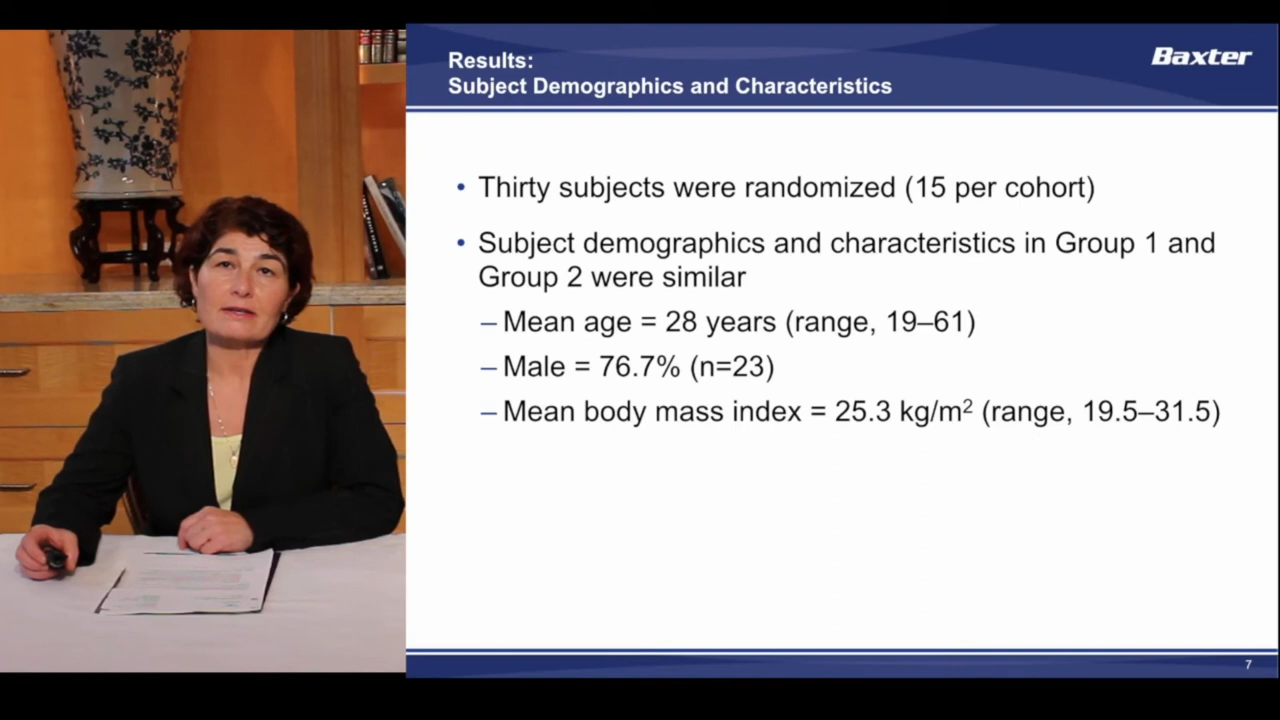 Results:
Subject Demographics and Characteristics
Baxter
• Thirty subjects were randomized (15 per cohort)
• Subject demographics and characteristics in Group 1 and
Group 2 were similar
– Mean age = 28 years (range, 19–61)
– Male = 76.7% (n=23)
– Mean body mass index = 25.3 kg/m² (range, 19.5–31.5)
7